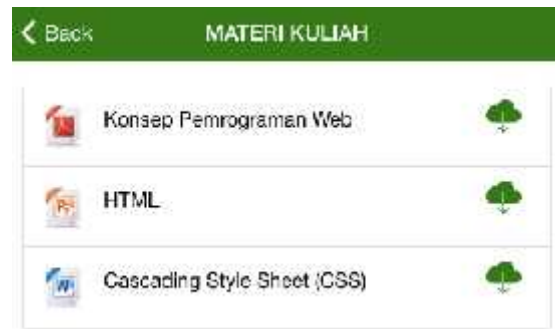 Back
MATERI KULIAH
Konsep Pemrograman Web
HTML
Cascading Style Sheet (CSS)